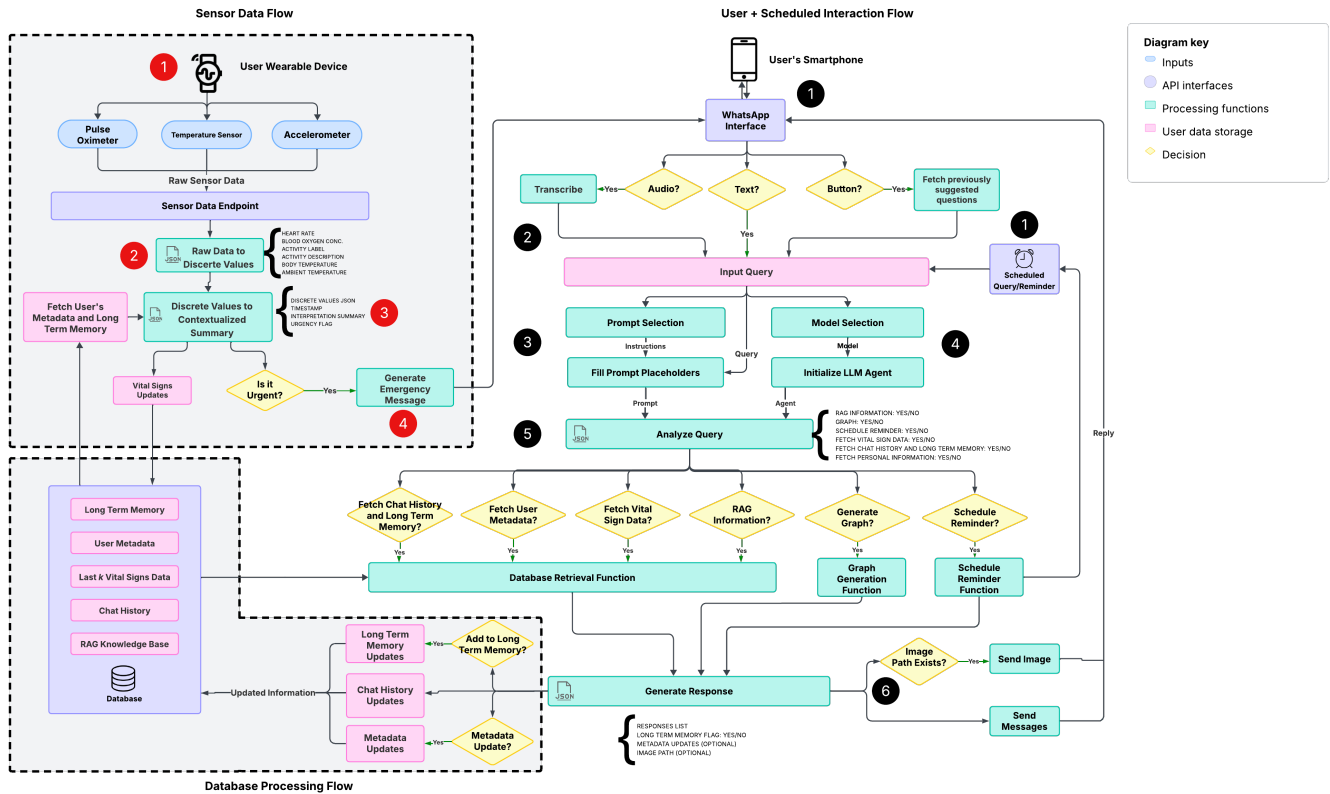 Sensor Data Flow
User + Scheduled Interaction Flow
Diagram key
Inputs
API interfaces
Processing functions
User data storage
Decision
1
User Wearable Device
Pulse
Oximeter
Temperature Sensor
Accelerometer
Raw Sensor Data
Sensor Data Endpoint
2
JSON
Raw Data to
Discerte Values
HEART RATE
BLOOD OXYGEN CONC.
ACTIVITY LABEL
ACTIVITY DESCRIPTION
BODY TEMPERATURE
AMBIENT TEMPERATURE
Fetch User's
Metadata and Long
Term Memory
JSON
Discrete Values to
Contextualized
Summary
DISCRETE VALUES JSON
TIMESTAMP
INTERPRETATION SUMMARY
URGENCY FLAG
3
Vital Signs
Updates
Is it
Urgent?
Yes
Generate
Emergency
Message
4
User's Smartphone
1
WhatsApp
Interface
Transcribe
Yes
Audio?
Text?
Button?
Yes
Fetch previously
suggested
questions
Yes
2
1
Scheduled
Query/Reminder
Input Query
Prompt Selection
Model Selection
3
Instructions
Query
Model
4
Fill Prompt Placeholders
Initialize LLM Agent
Prompt
Agent
5
JSON
Analyze Query
RAG INFORMATION: YES/NO
GRAPH: YES/NO
SCHEDULE REMINDER: YES/NO
FETCH VITAL SIGN DATA: YES/NO
FETCH CHAT HISTORY AND LONG TERM MEMORY: YES/NO
FETCH PERSONAL INFORMATION: YES/NO
Reply
Fetch Chat History
and Long Term
Memory?
Fetch User
Metadata?
Fetch Vital
Sign Data?
RAG
Information?
Generate
Graph?
Schedule
Reminder?
Yes
Yes
Yes
Yes
Yes
Yes
Database Retrieval Function
Graph
Generation
Function
Schedule
Reminder
Function
Long Term Memory
User Metadata
Last k Vital Signs Data
Chat History
RAG Knowledge Base
Database
Updated Information
Long Term
Memory
Updates
Yes
Add to Long
Term Memory?
Chat History
Updates
Metadata
Updates
Yes
Metadata
Update?
JSON
Generate Response
RESPONSES LIST
LONG TERM MEMORY FLAG: YES/NO
METADATA UPDATES (OPTIONAL)
IMAGE PATH (OPTIONAL)
Image
Path Exists?
Yes
Send Image
6
Send
Messages
Database Processing Flow